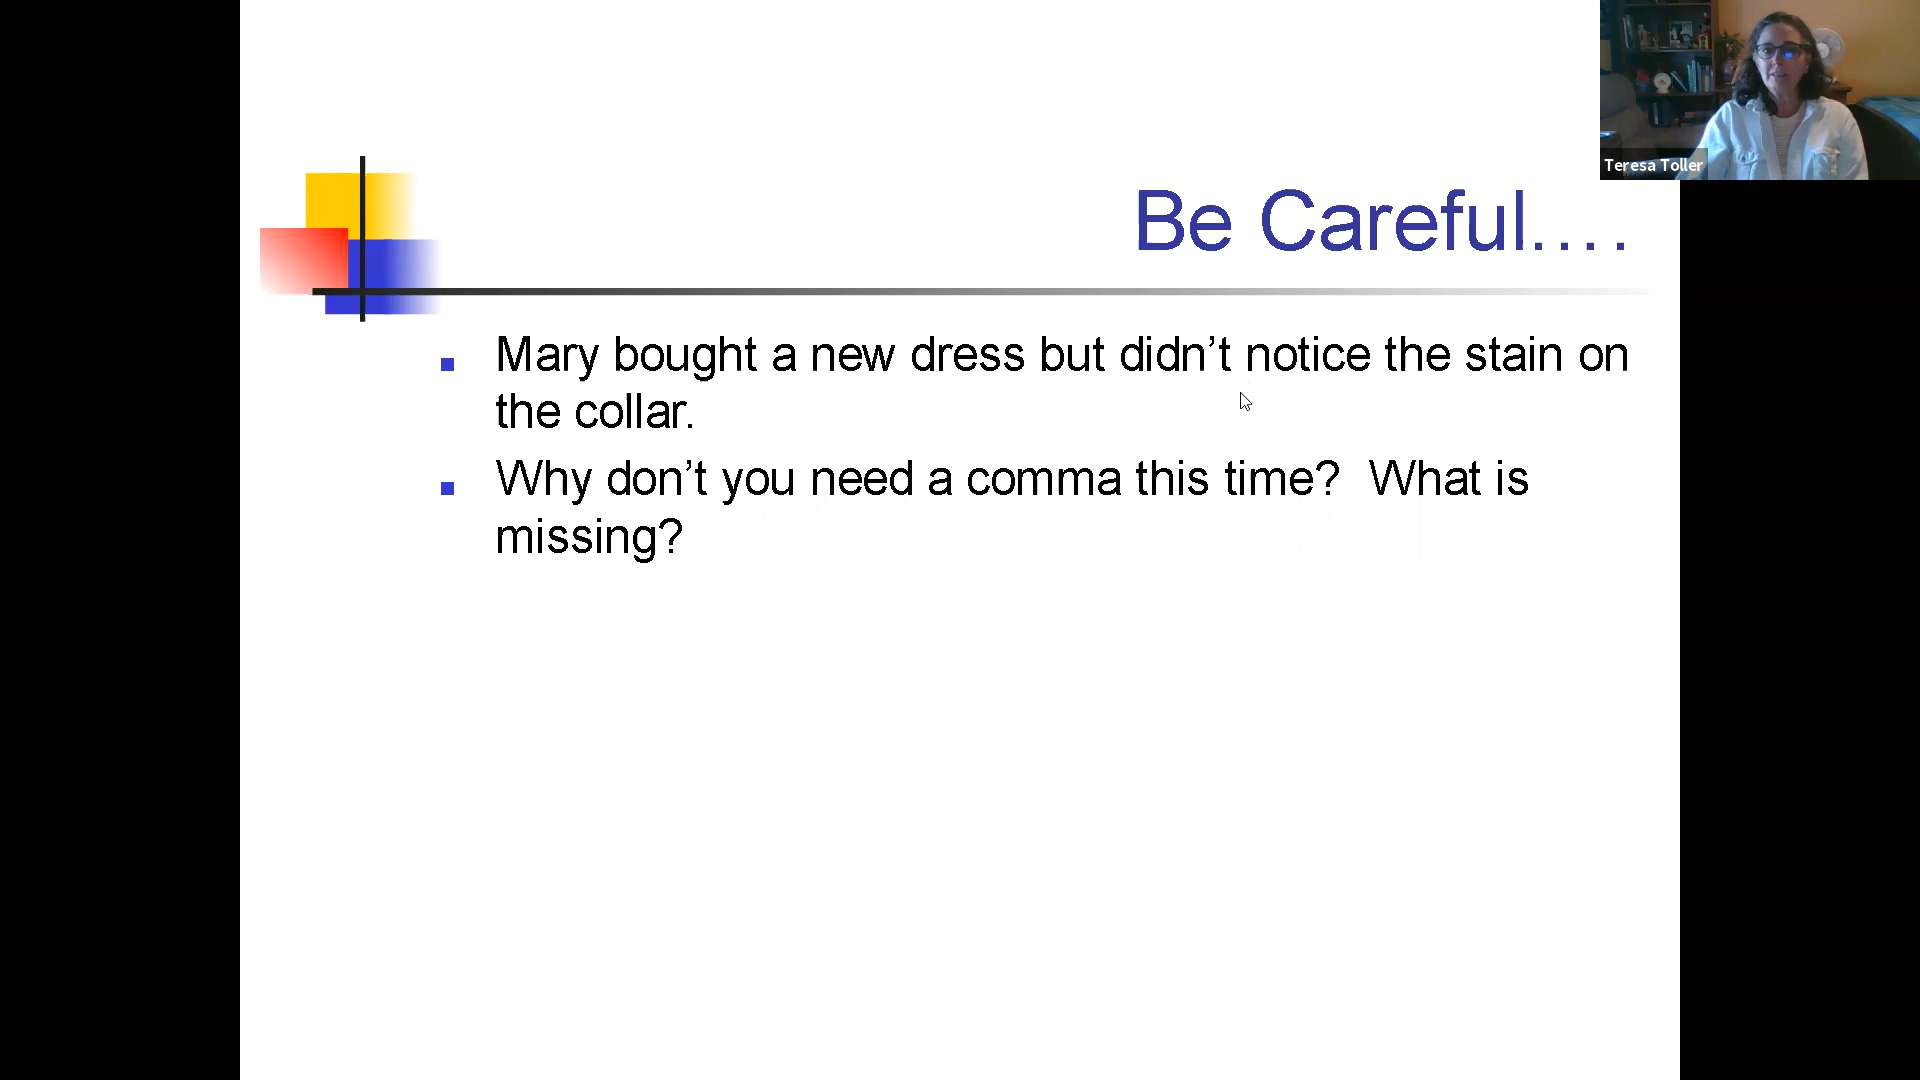 Teresa Toller
Be Careful….
Mary bought a new dress but didn’t notice the stain on
the collar.
Why don’t you need a comma this time?  What is
missing?